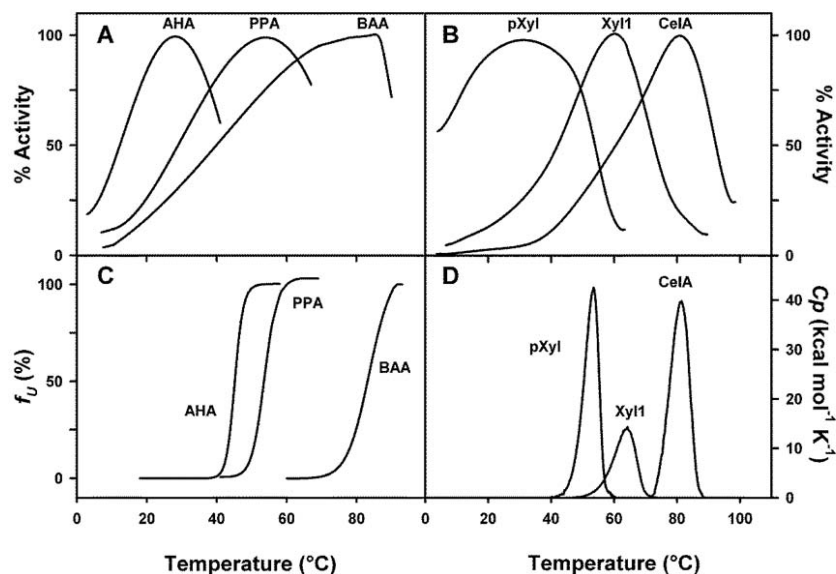 AHA PPA BAA
A
100
50
0
% Activity
pXyl Xyl1 CelA
B
100
50
0
% Activity
C
100
50
0
fU (%)
PPA
AHA
BAA
0 20 40 60 80
Temperature (°C)
D
CelA
pXyl
Xyl1
40
30
20
10
0
Cp (kcal mol-1 K-1)
0 20 40 60 80 100
Temperature (°C)